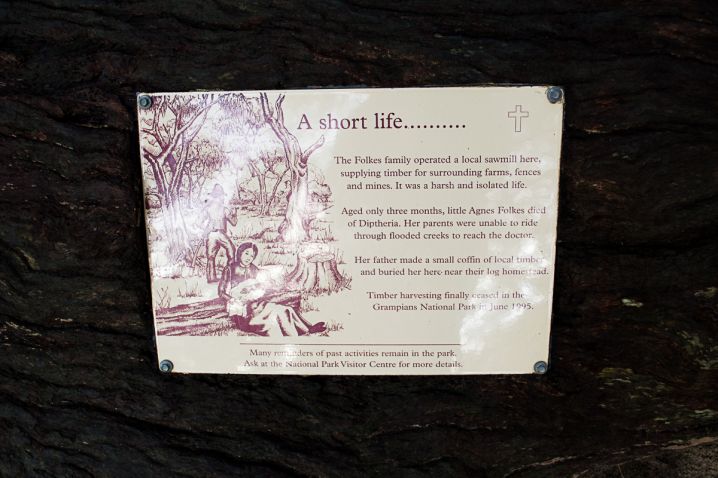 A short life..........
The Folkes family operated a local sawmill here,
supplying timber for surrounding farms, fences
and mines. It was a harsh and isolated life.
Aged only three months, little Agnes Folkes died
of Diptheria. Her parents were unable to ride
through flooded creeks to reach the doctor.
Her father made a small coffin of local timber
and buried her here near their log homestead.
Timber harvesting finally ceased in the
Grampians National Park in June 1995.
Many reminders of past activities remain in the park.
Ask at the National Park Visitor Centre for more details.